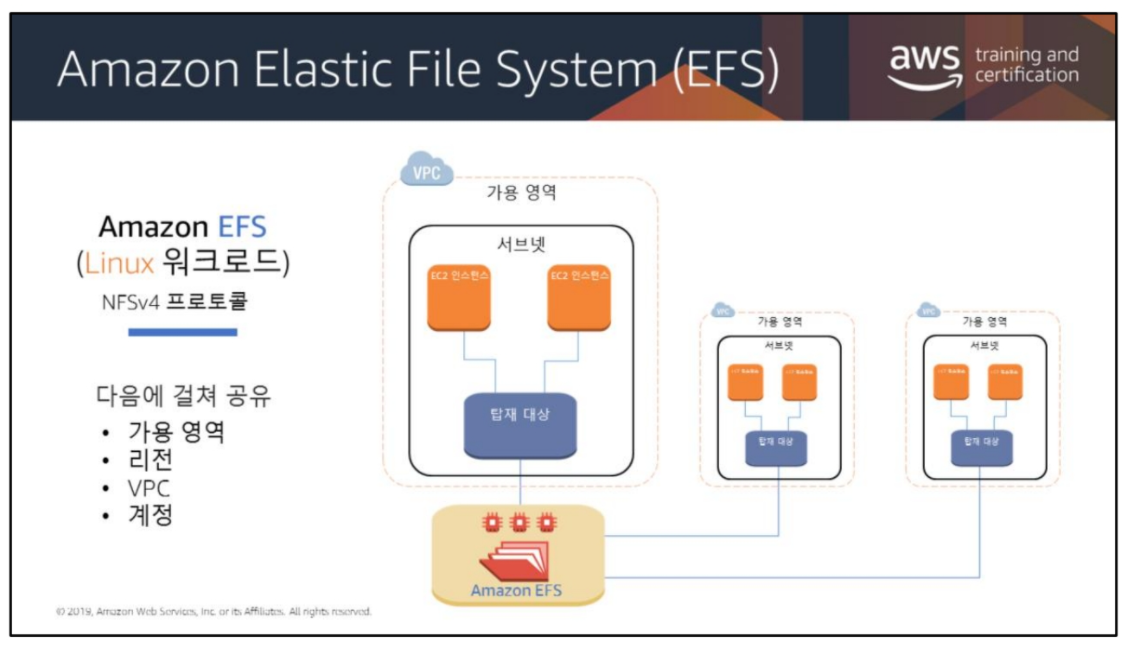 Amazon Elastic File System (EFS)
aws training and
certification
Amazon EFS
(Linux 워크로드)
NFSv4 프로토콜
다음에 걸쳐 공유
• 가용 영역
• 리전
• VPC
• 계정
VPC
가용 영역
서브넷
EC2 인스턴스
EC2 인스턴스
탑재 대상
Amazon EFS
VPC
가용 영역
서브넷
탑재 대상
VPC
가용 영역
서브넷
탑재 대상
© 2019, Amazon Web Services, Inc. or its Affiliates. All rights reserved.